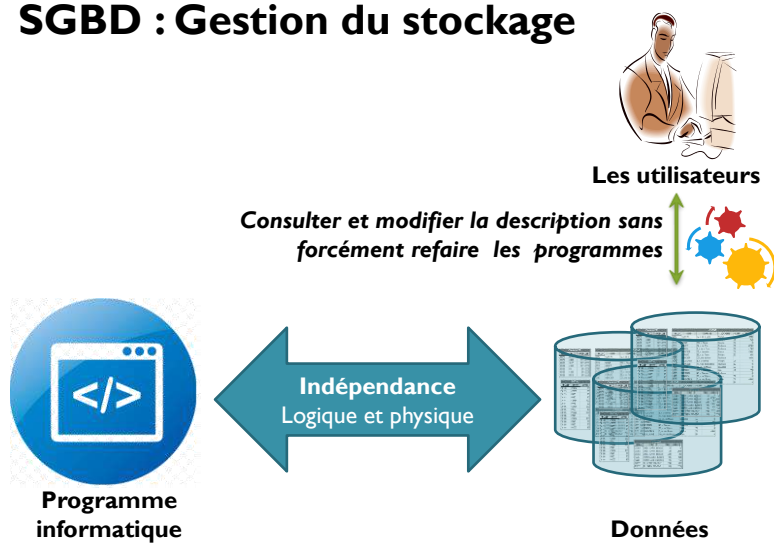 SGBD : Gestion du stockage
Les utilisateurs
Consulter et modifier la description sans
forcément refaire les programmes
</>
Indépendance
Logique et physique
Programme
informatique
Données